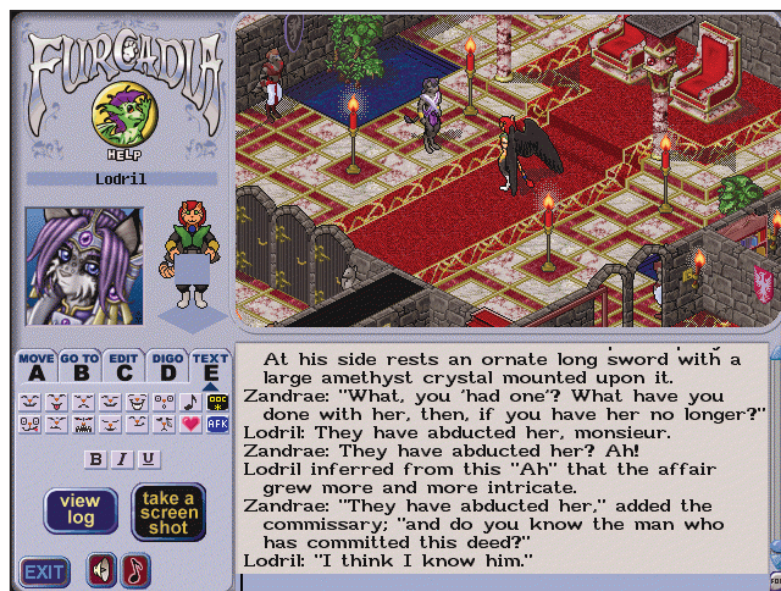 FURCADIA
HELP
Lodril
MOVE GO TO EDIT DIGO TEXT
A B C D E
OOC
*
AFK
B I U
view
log
take a
screen
shot
EXIT
At his side rests an ornate long sword with a
large amethyst crystal mounted upon it.
Zandrae: "What, you 'had one'? What have you
done with her, then, if you have her no longer?"
Lodril: They have abducted her, monsieur.
Zandrae: They have abducted her? Ah!
Lodril inferred from this "Ah" that the affair
grew more and more intricate.
Zandrae: "They have abducted her," added the
commissary; "and do you know the man who
has committed this deed?"
Lodril: "I think I know him."